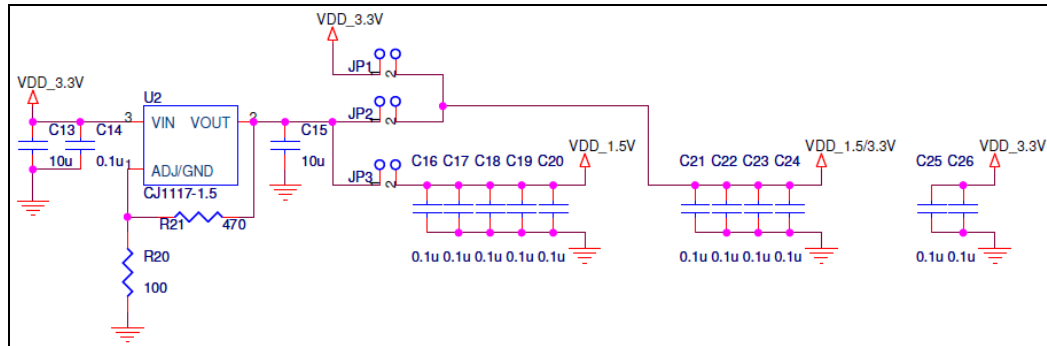 VDD_3.3V
JP1
1
2
VDD_3.3V
U2
3
VIN
VOUT
2
C13
C14
10u
0.1u
1
ADJ/GND
CJ1117-1.5
C15
10u
JP2
1
2
JP3
1
2
C16 C17 C18 C19 C20
VDD_1.5V
0.1u 0.1u 0.1u 0.1u 0.1u
C21 C22 C23 C24
VDD_1.5/3.3V
0.1u 0.1u 0.1u 0.1u
C25 C26
VDD_3.3V
0.1u 0.1u
R21
470
R20
100